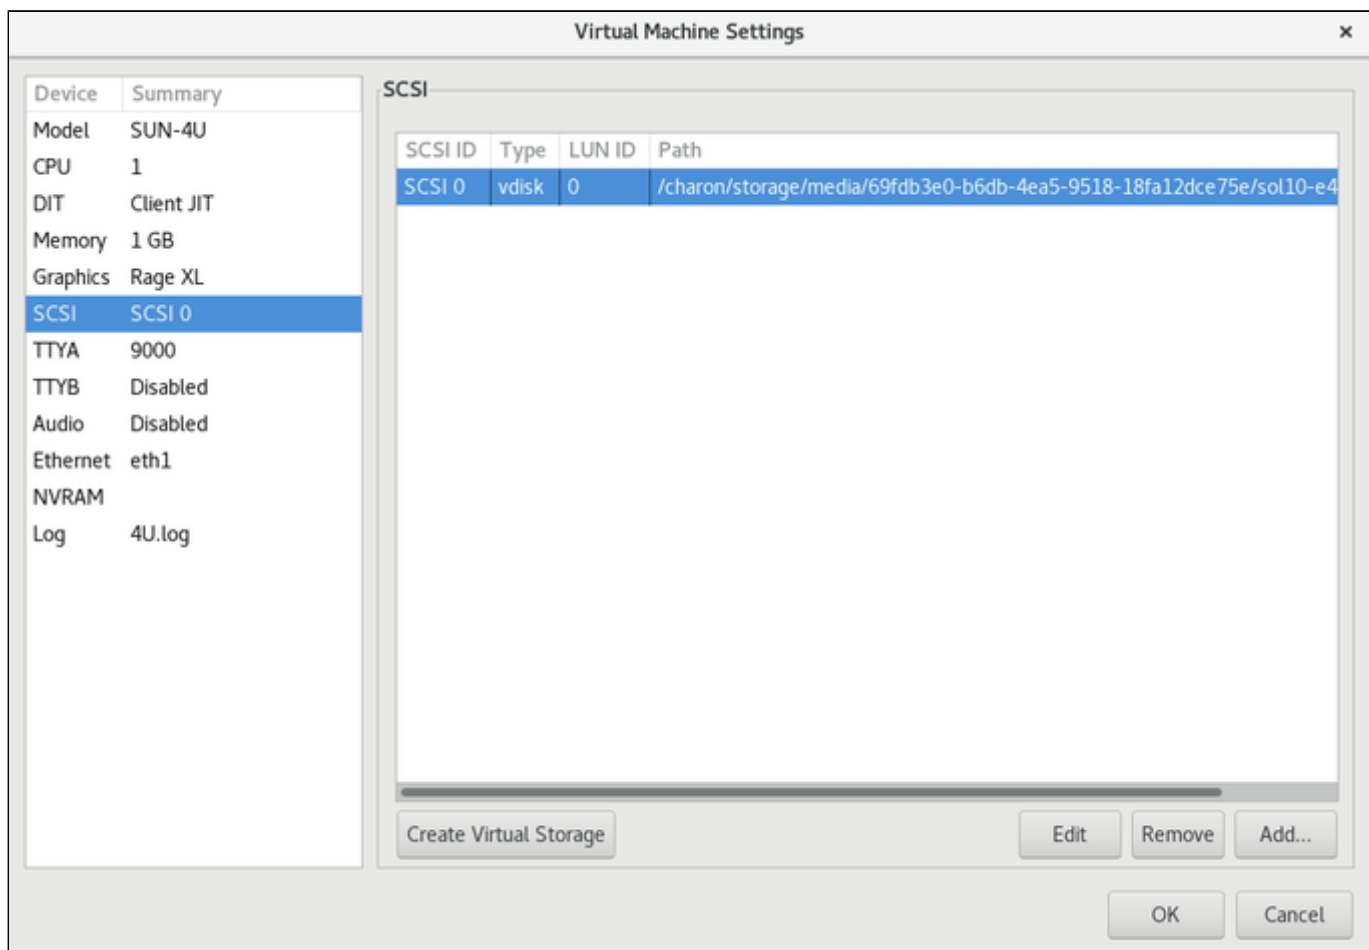 Virtual Machine Settings ×
Device Summary
Model SUN-4U
CPU 1
DIT Client JIT
Memory 1 GB
Graphics Rage XL
SCSI SCSI 0
TTYA 9000
TTYB Disabled
Audio Disabled
Ethernet eth1
NVRAM
Log 4U.log
SCSI
SCSI ID Type LUN ID Path
SCSI 0 vdisk 0 /charon/storage/media/69fdb3e0-b6db-4ea5-9518-18fa12dce75e/sol10-e4
Create Virtual Storage Edit Remove Add...
OK Cancel